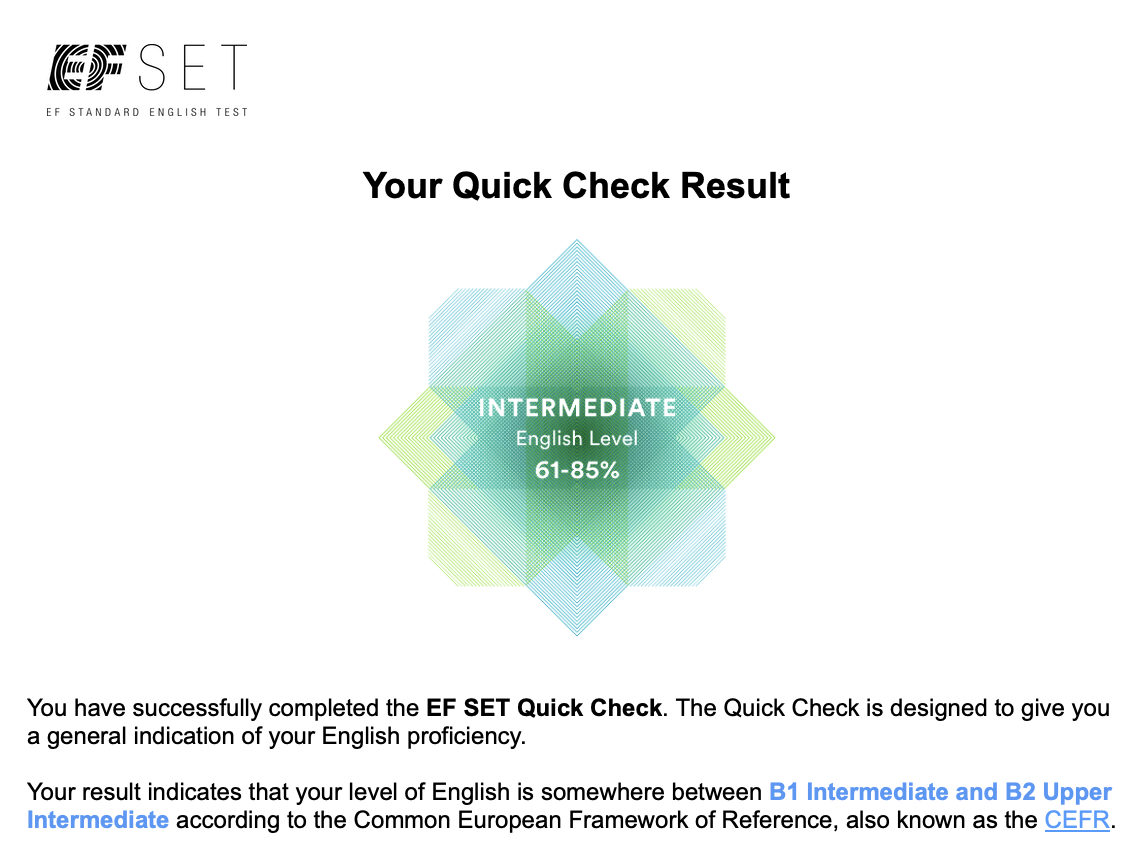 EF SET
EF STANDARD ENGLISH TEST
Your Quick Check Result
INTERMEDIATE
English Level
61-85%
You have successfully completed the EF SET Quick Check. The Quick Check is designed to give you
a general indication of your English proficiency.
Your result indicates that your level of English is somewhere between B1 Intermediate and B2 Upper
Intermediate according to the Common European Framework of Reference, also known as the CEFR.